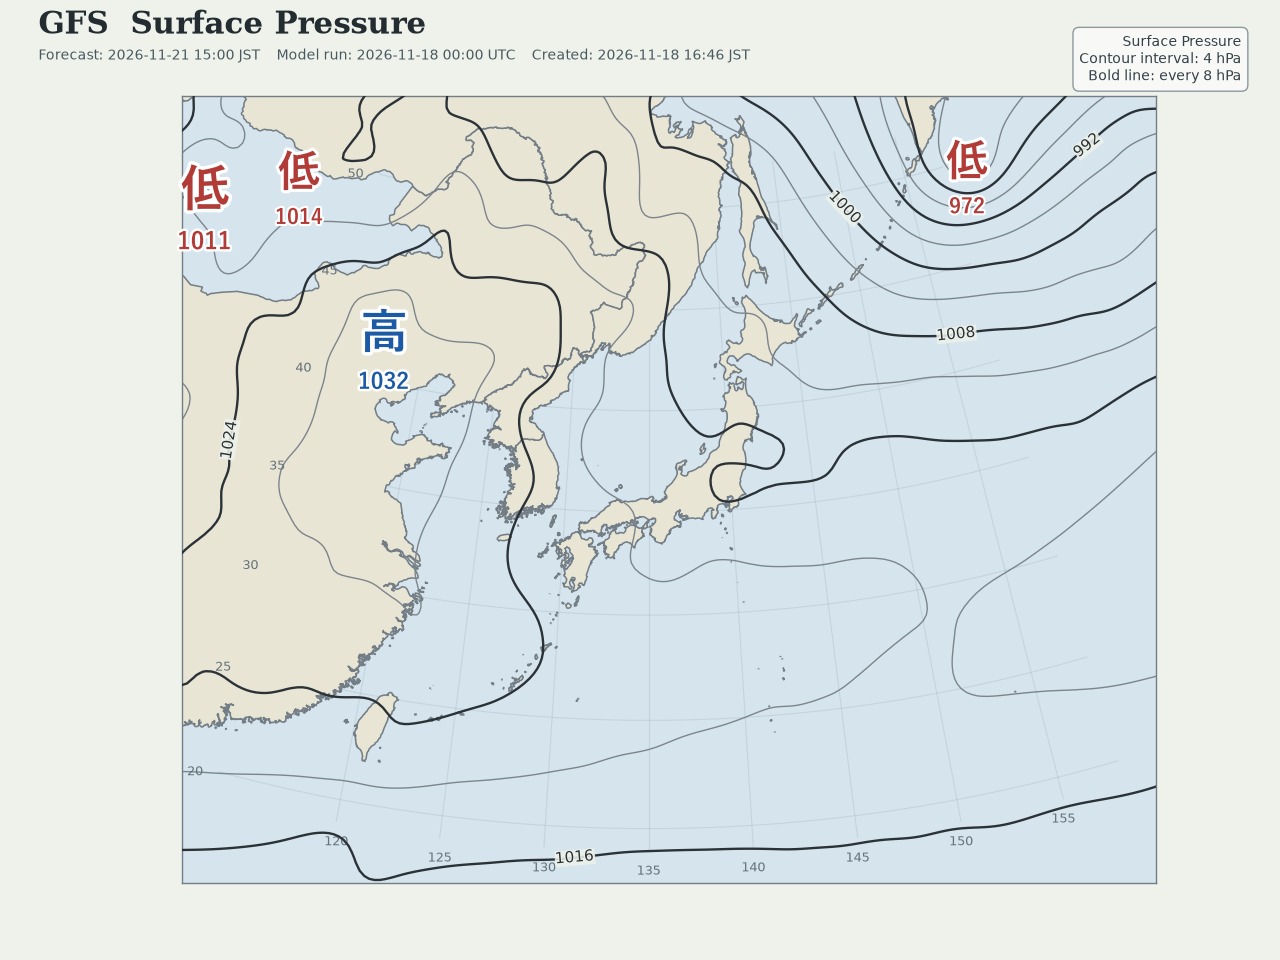 GFS  Surface Pressure
Forecast: 2026-11-21 15:00 JST    Model run: 2026-11-18 00:00 UTC    Created: 2026-11-18 16:46 JST
Surface Pressure
Contour interval: 4 hPa
Bold line: every 8 hPa
低
1011
低
1014
低
972
992
1000
50
45
高
1032
1008
40
1024
35
30
25
20
1016
120
125
130
135
140
145
150
155